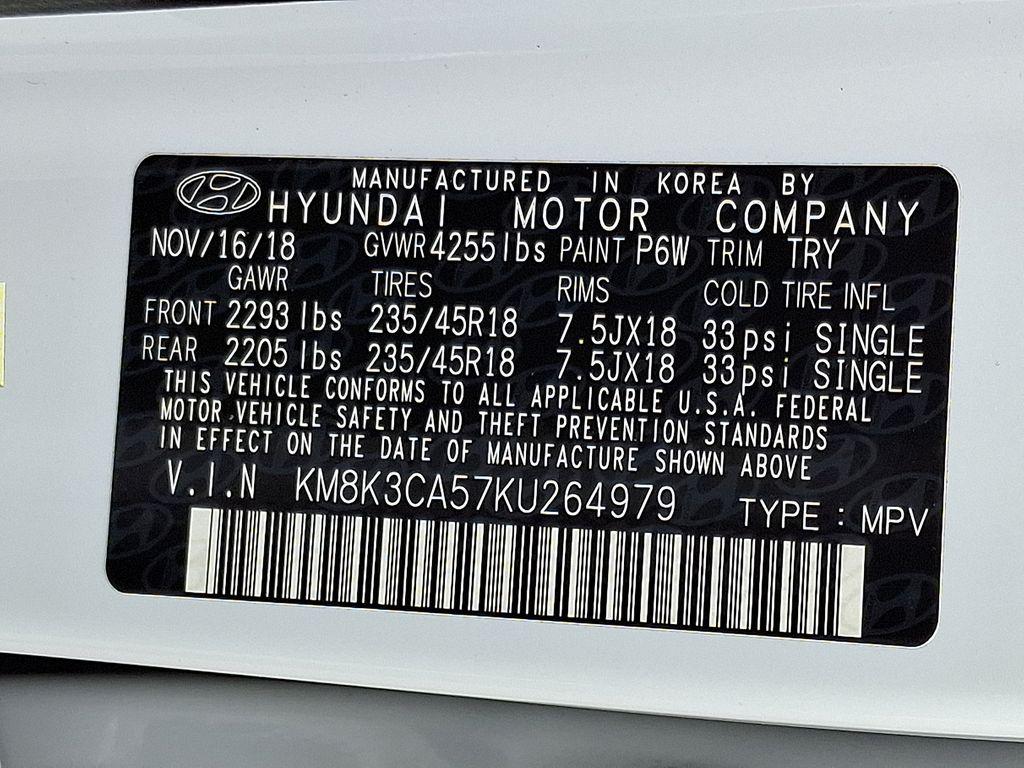 MANUFACTURED IN KOREA BY
HYUNDAI MOTOR COMPANY
NOV/16/18 GVWR 4255 lbs PAINT P6W TRIM TRY
GAWR TIRES RIMS COLD TIRE INFL
FRONT 2293 lbs 235/45R18 7.5JX18 33psi SINGLE
REAR 2205 lbs 235/45R18 7.5JX18 33psi SINGLE
THIS VEHICLE CONFORMS TO ALL APPLICABLE U.S.A. FEDERAL
MOTOR VEHICLE SAFETY AND THEFT PREVENTION STANDARDS
IN EFFECT ON THE DATE OF MANUFACTURE SHOWN ABOVE
V.I.N KM8K3CA57KU264979 TYPE : MPV